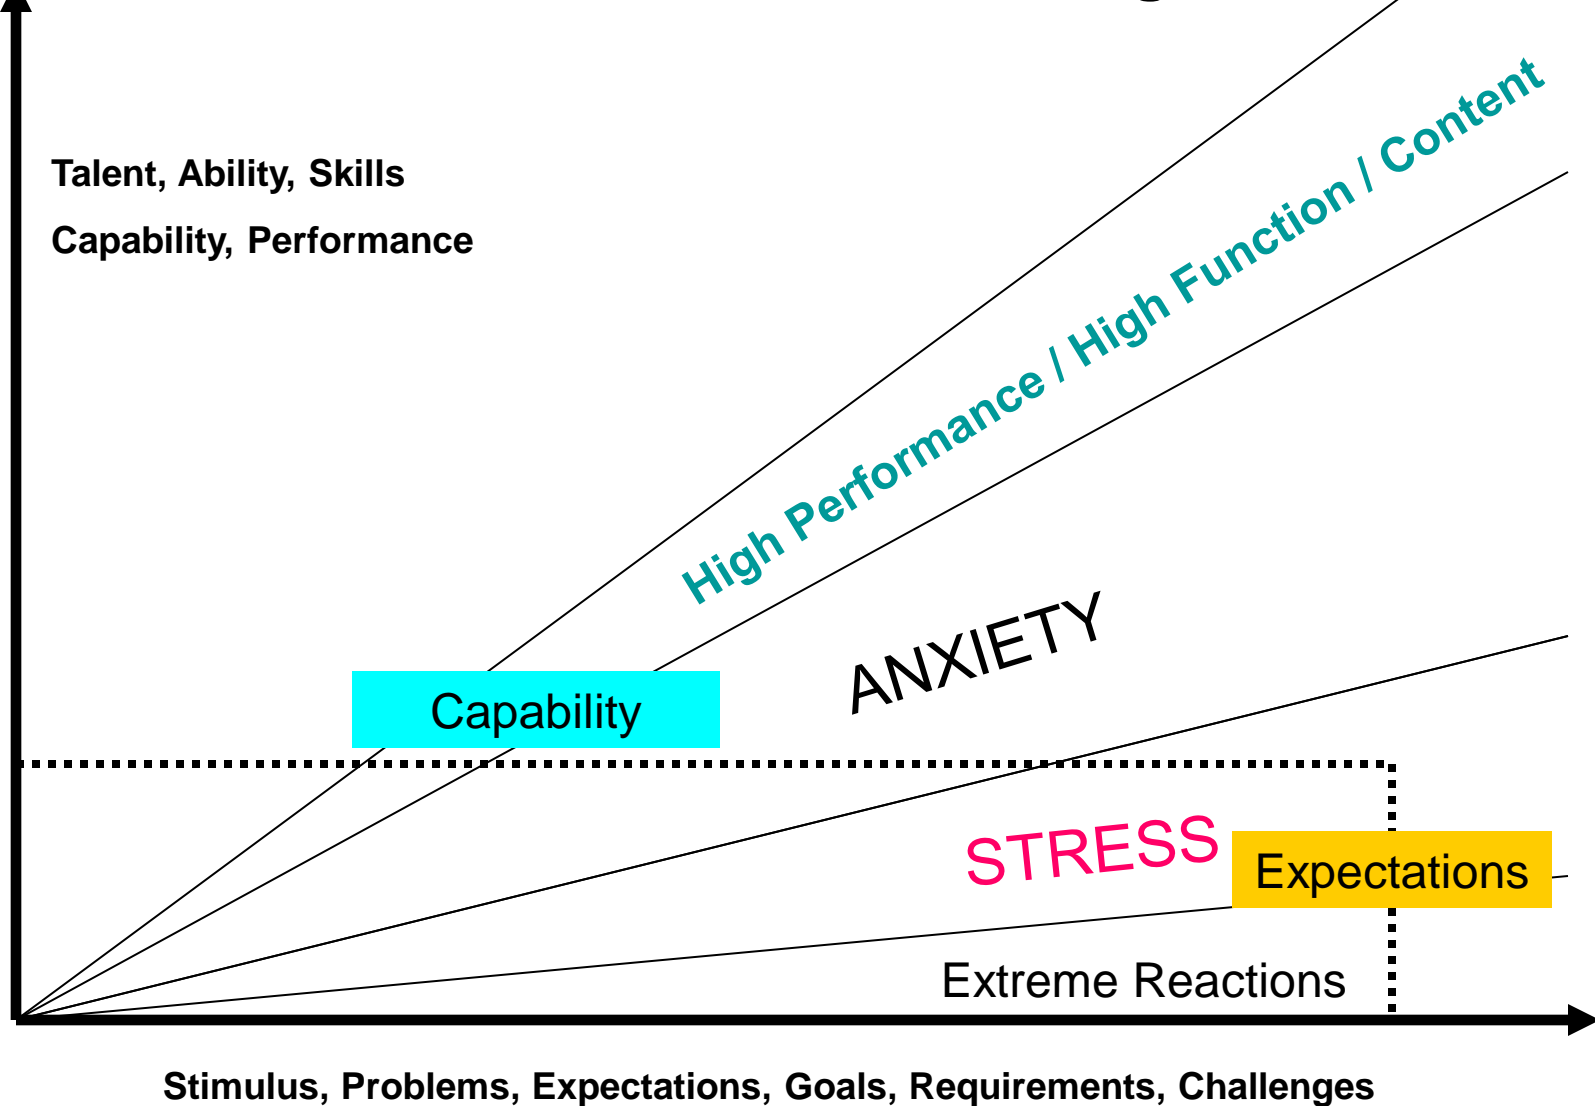 Talent, Ability, Skills
Capability, Performance
High Performance / High Function / Content
ANXIETY
Capability
STRESS
Expectations
Extreme Reactions
Stimulus, Problems, Expectations, Goals, Requirements, Challenges